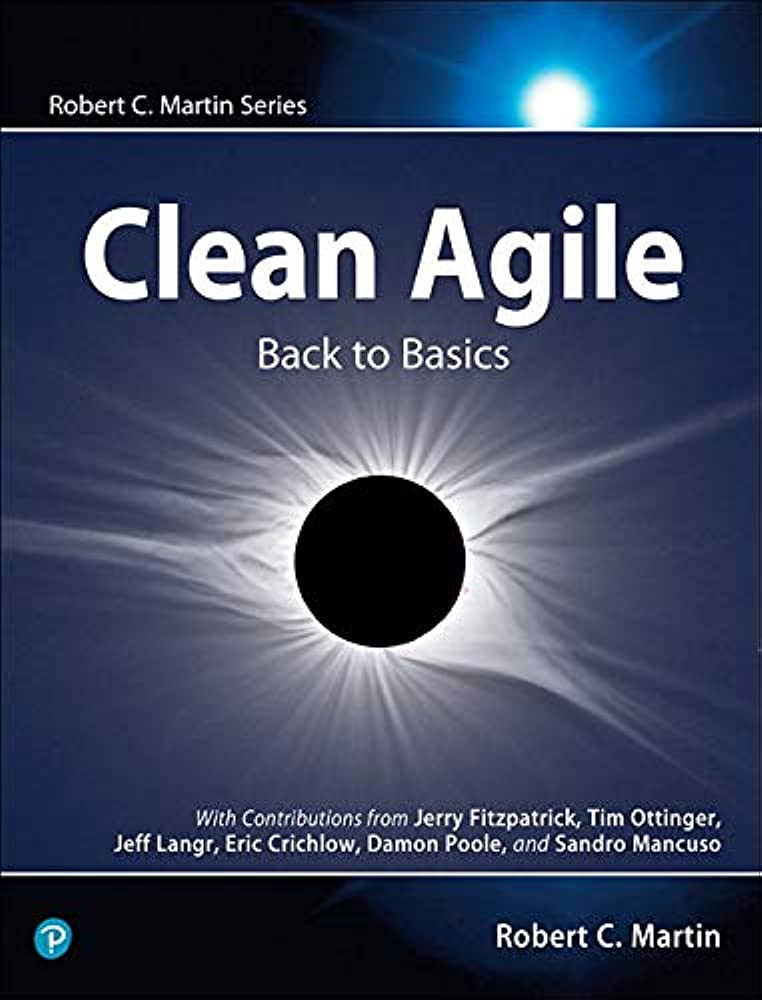 Robert C. Martin Series
Clean Agile
Back to Basics
With Contributions from Jerry Fitzpatrick, Tim Ottinger,
Jeff Langr, Eric Crichlow, Damon Poole, and Sandro Mancuso
Robert C. Martin